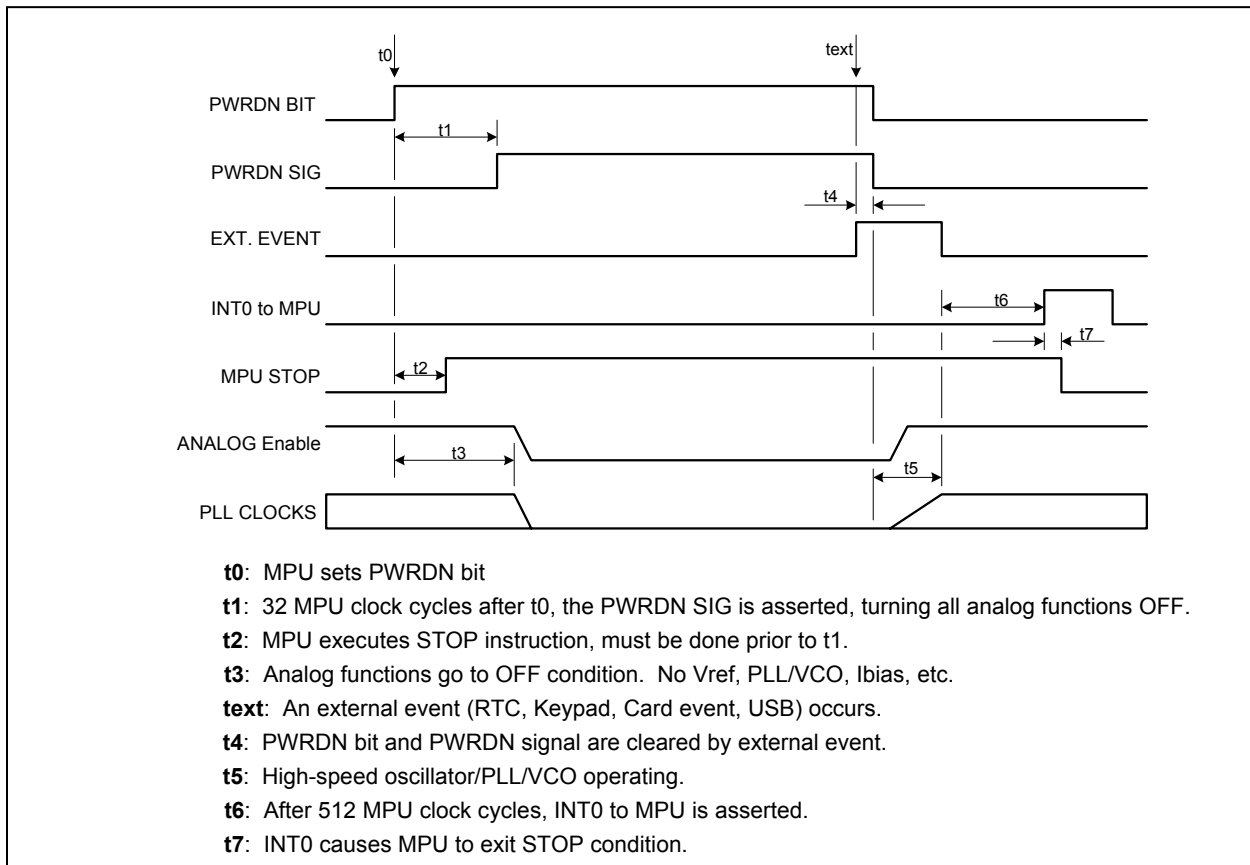 t0
text
PWRDN BIT
t1
PWRDN SIG
t4
EXT. EVENT
INT0 to MPU
t6
t7
MPU STOP
t2
ANALOG Enable
t3
t5
PLL CLOCKS
t0: MPU sets PWRDN bit
t1: 32 MPU clock cycles after t0, the PWRDN SIG is asserted, turning all analog functions OFF.
t2: MPU executes STOP instruction, must be done prior to t1.
t3: Analog functions go to OFF condition. No Vref, PLL/VCO, Ibias, etc.
text: An external event (RTC, Keypad, Card event, USB) occurs.
t4: PWRDN bit and PWRDN signal are cleared by external event.
t5: High-speed oscillator/PLL/VCO operating.
t6: After 512 MPU clock cycles, INT0 to MPU is asserted.
t7: INT0 causes MPU to exit STOP condition.